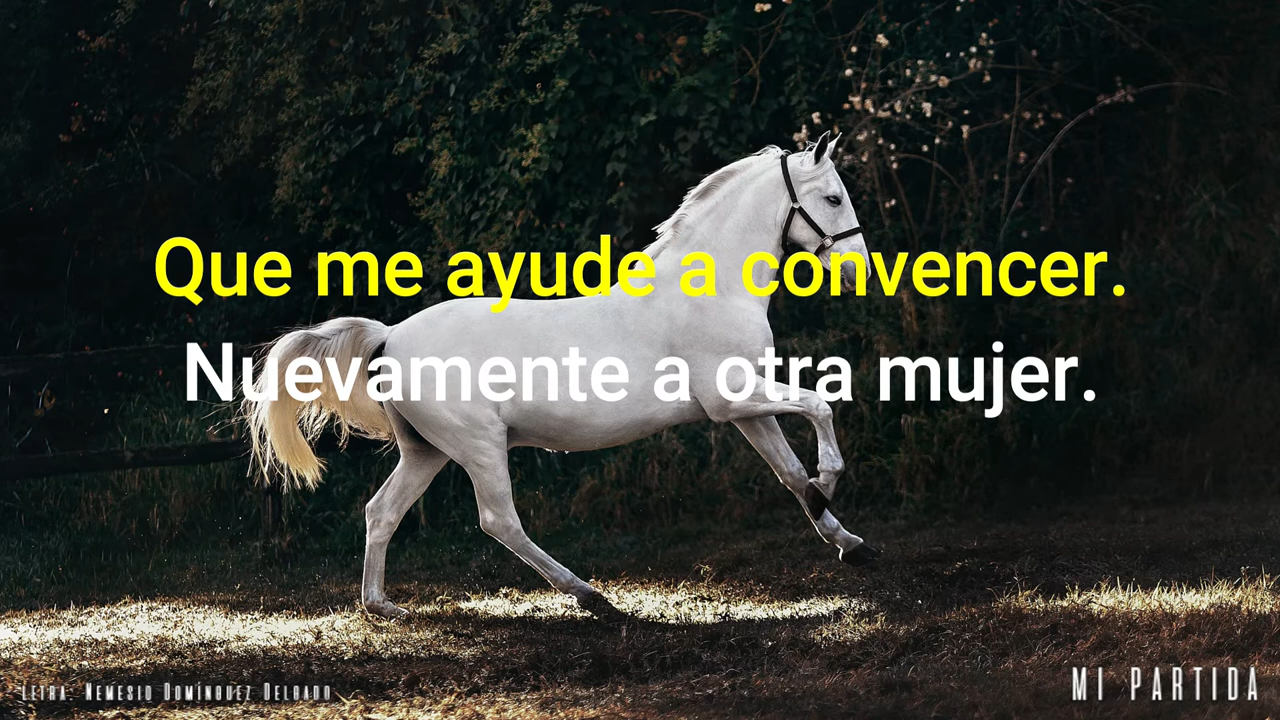 Que me ayude a convencer.
Nuevamente a otra mujer.
Letra: Nemesio Domínguez Delgado
MI PARTIDA